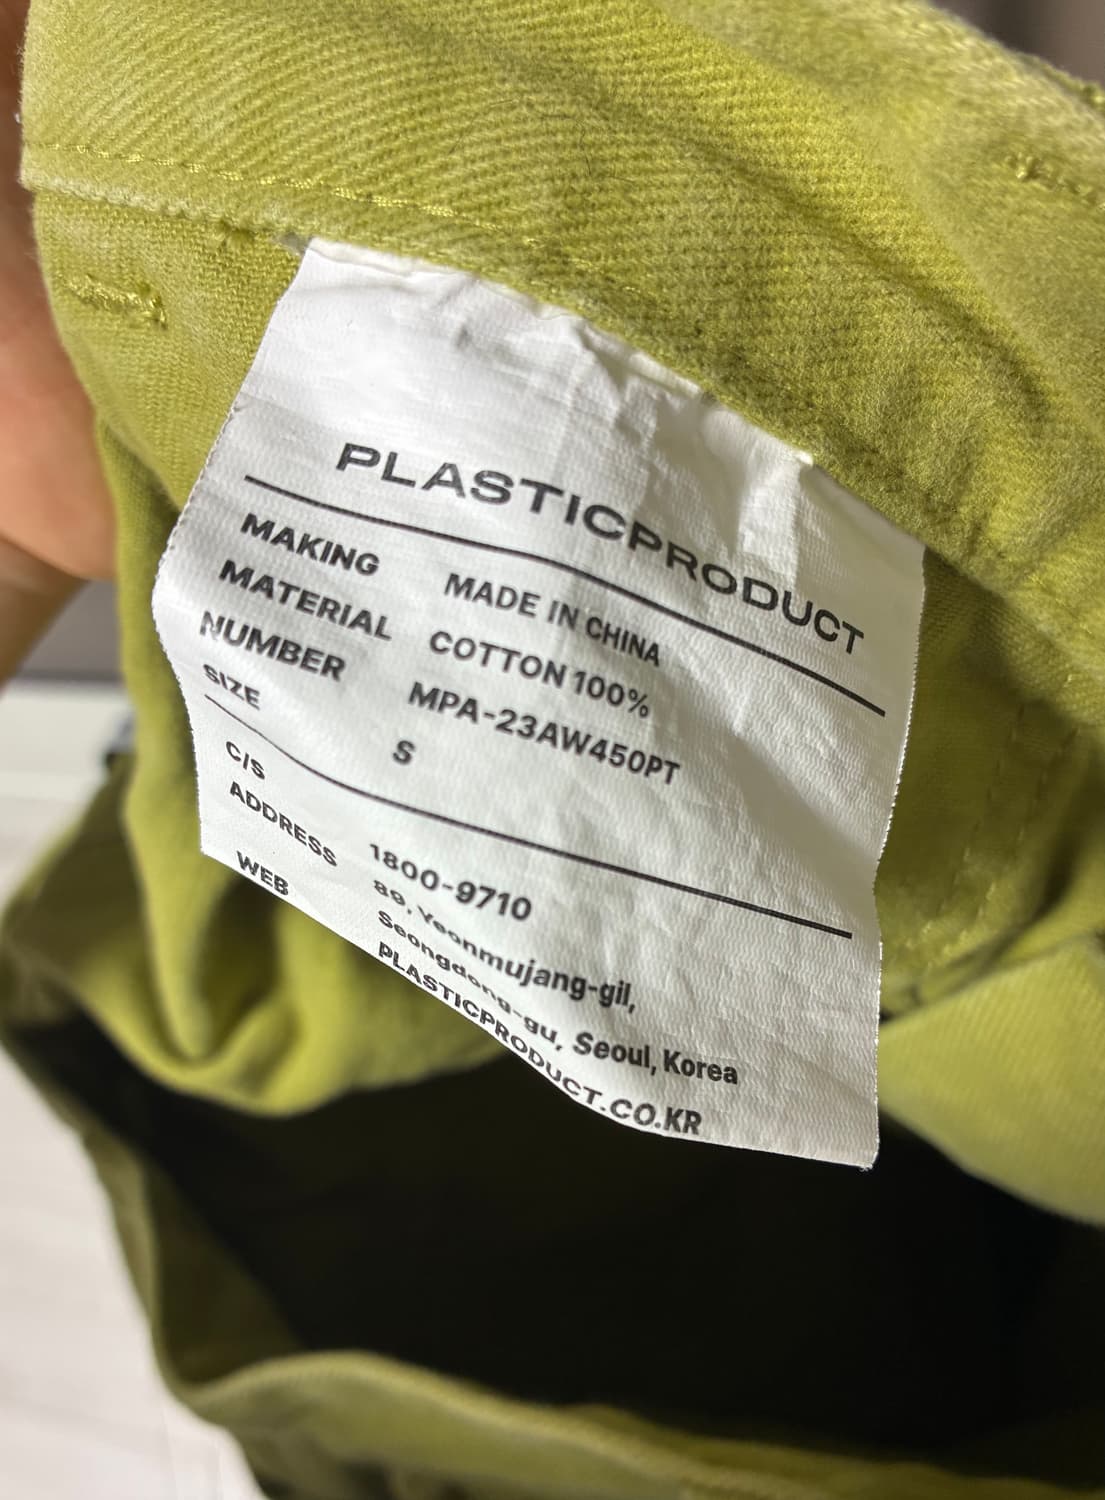 PLASTICPRODUCT
MAKING MADE IN CHINA
MATERIAL COTTON 100%
NUMBER MPA-23AW450PT
SIZE S
C/S 1800-9710
ADDRESS 89, Yeonmujang-gil,
Seongdong-gu, Seoul, Korea
WEB PLASTICPRODUCT.CO.KR